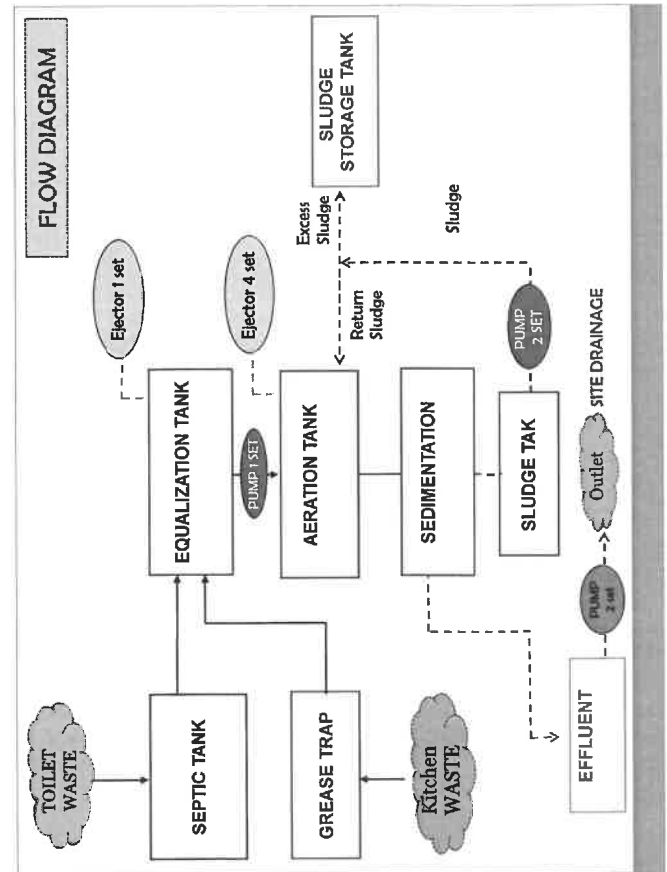 FLOW DIAGRAM
TOILET
WASTE
SEPTIC TANK
GREASE TRAP
Kitchen
WASTE
EQUALIZATION TANK
Ejector 1 set
PUMP 1 SET
AERATION TANK
Ejector 4 set
Return
Sludge
Excess
Sludge
SLUDGE
STORAGE TANK
SEDIMENTATION
SLUDGE TAK
PUMP
2 SET
Sludge
EFFLUENT
PUMP
2 set
Outlet
SITE DRAINAGE